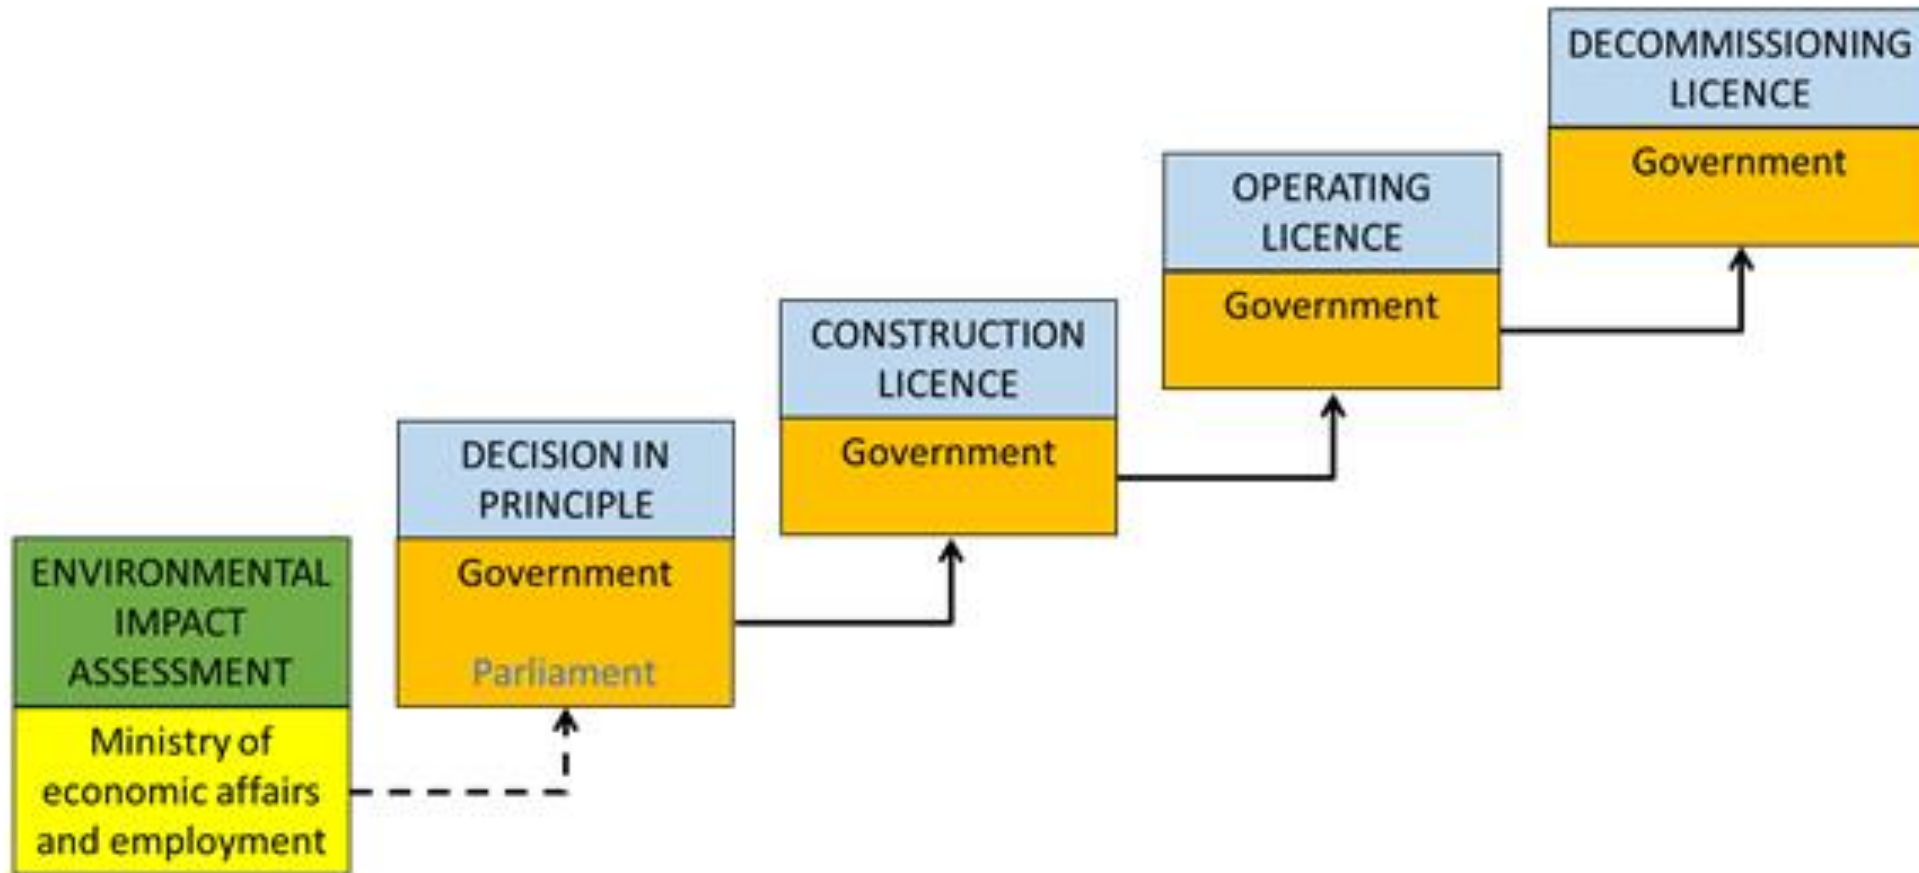 ENVIRONMENTAL
IMPACT
ASSESSMENT
Ministry of
economic affairs
and employment
DECISION IN
PRINCIPLE
Government
Parliament
CONSTRUCTION
LICENCE
Government
OPERATING
LICENCE
Government
DECOMMISSIONING
LICENCE
Government